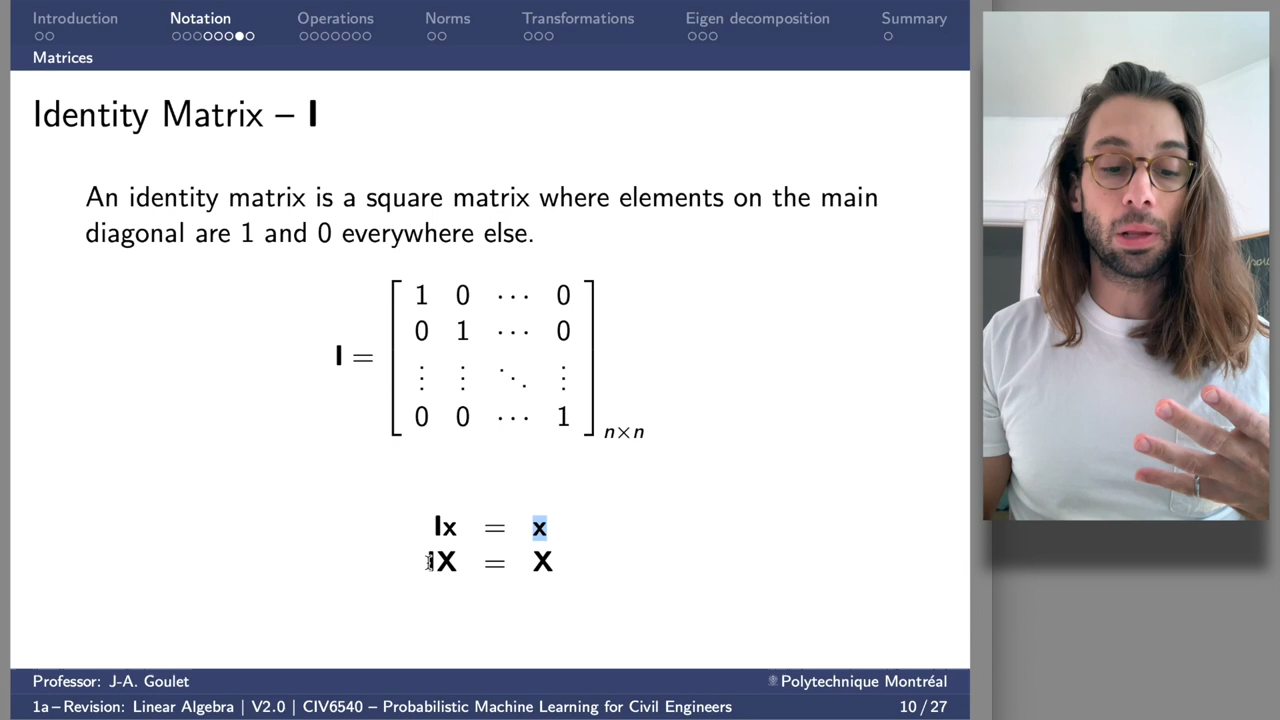 Introduction Notation Operations Norms Transformations Eigen decomposition Summary
Matrices
Identity Matrix – I
An identity matrix is a square matrix where elements on the main
diagonal are 1 and 0 everywhere else.
1 0 ⋯ 0
0 1 ⋯ 0
I =
⋮ ⋮ ⋱ ⋮
0 0 ⋯ 1
n×n
Ix = x
IX = X
Professor: J-A. Goulet Polytechnique Montréal
1a – Revision: Linear Algebra | V2.0 | CIV6540 – Probabilistic Machine Learning for Civil Engineers 10 / 27